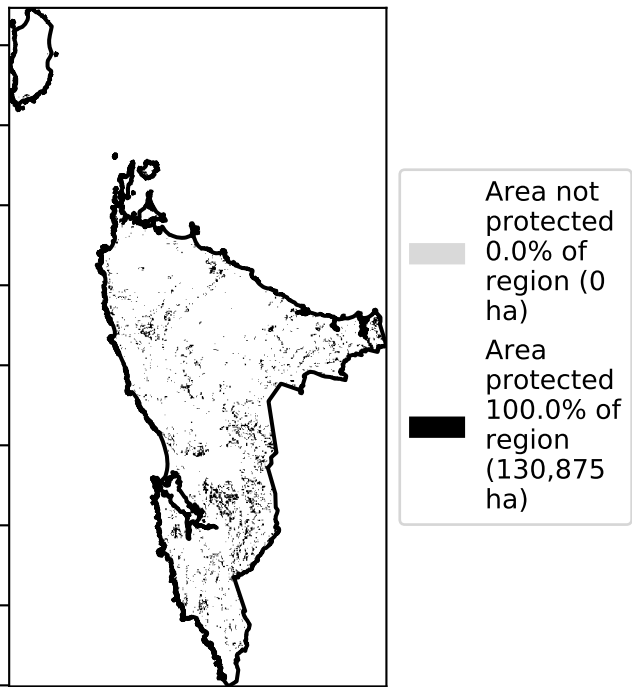 Area not
protected
0.0% of
region (0
ha)
Area
protected
100.0% of
region
(130,875
ha)